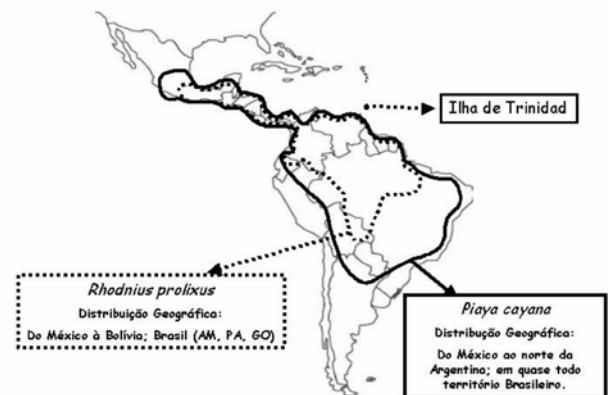 Ilha de Trinidad
Rhodnius prolixus
Distribuição Geográfica:
Do México à Bolívia; Brasil (AM, PA, GO)
Piaya cayana
Distribução Geográfica:
Do México ao norte da
Argentina; em quase todo
território Brasileiro.